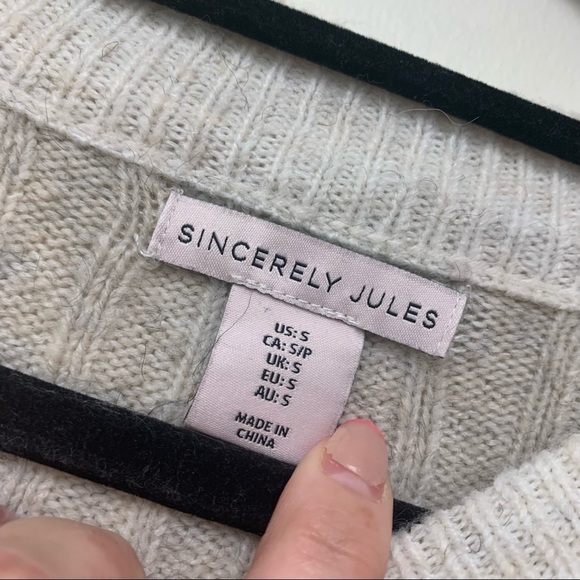 SINCERELY JULES
US: S
CA: S/P
UK: S
EU: S
AU: S
MADE IN
CHINA